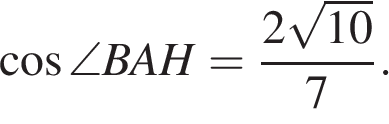 cos ∠BAH = 2√10/7.